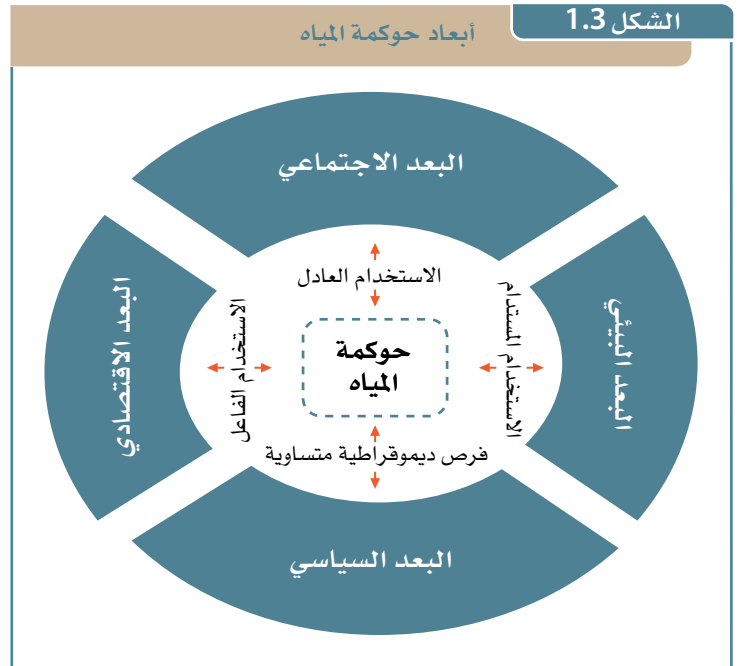 الشكل 1.3
أبعاد حوكمة المياه
البعد الاجتماعي
الاستخدام العادل
البعد البيئي
الاستخدام المستدام
حوكمة
المياه
الاستخدام الفاعل
البعد الاقتصادي
فرص ديموقراطية متساوية
البعد السياسي